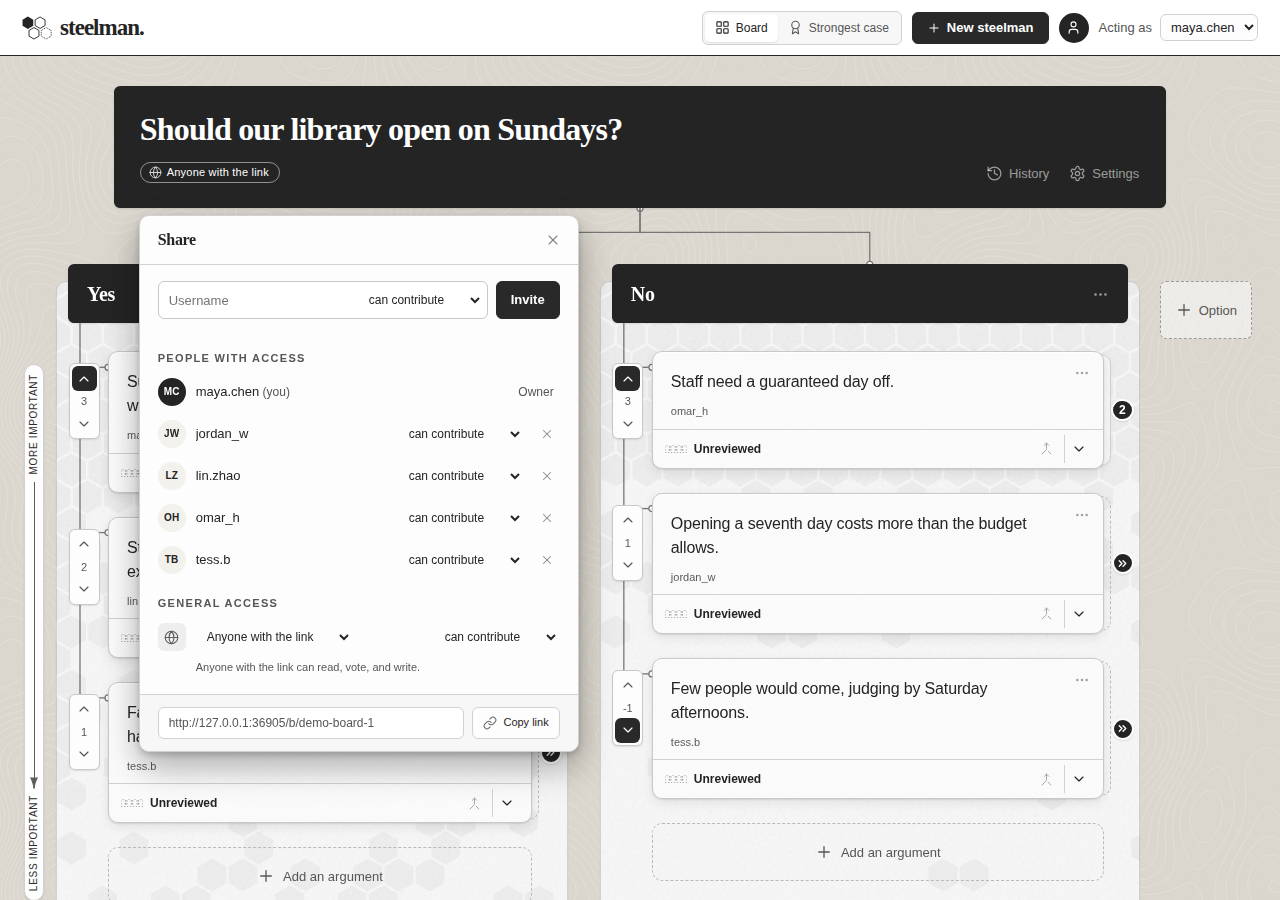 steelman.
Board
Strongest case
New steelman
Acting as
maya.chen
Should our library open on Sundays?
Anyone with the link
History
Settings
Share
Username
can contribute
Invite
PEOPLE WITH ACCESS
MC
maya.chen (you)
Owner
JW
jordan_w
can contribute
LZ
lin.zhao
can contribute
OH
omar_h
can contribute
TB
tess.b
can contribute
GENERAL ACCESS
Anyone with the link
can contribute
Anyone with the link can read, vote, and write.
http://127.0.0.1:36905/b/demo-board-1
Copy link
MORE IMPORTANT
LESS IMPORTANT
Yes
3
2
lin
1
tess.b
Unreviewed
Add an argument
No
3
Staff need a guaranteed day off.
omar_h
Unreviewed
2
1
Opening a seventh day costs more than the budget
allows.
jordan_w
Unreviewed
-1
Few people would come, judging by Saturday
afternoons.
tess.b
Unreviewed
Add an argument
Option